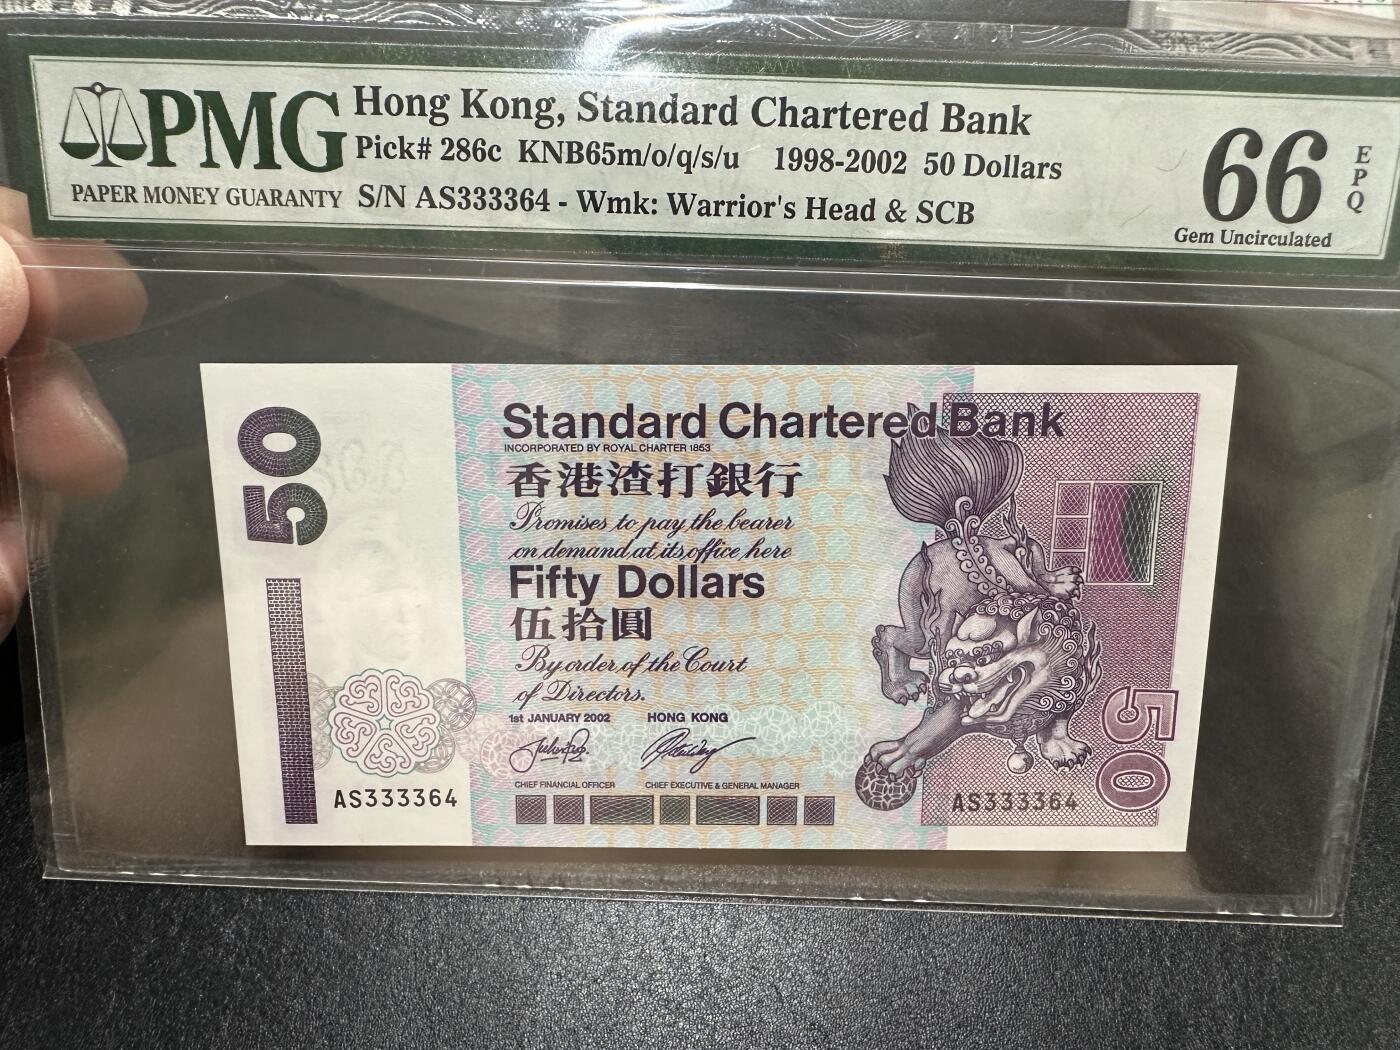 PMG
PAPER MONEY GUARANTY
Hong Kong, Standard Chartered Bank
Pick# 286c KNB65m/o/q/s/u 1998-2002 50 Dollars
S/N AS333364 - Wmk: Warrior's Head & SCB
66
EPQ
Gem Uncirculated
50
Standard Chartered Bank
INCORPORATED BY ROYAL CHARTER 1853
香港渣打銀行
Promises to pay the bearer
on demand at its office here
Fifty Dollars
伍拾圓
By order of the Court
of Directors.
1st JANUARY 2002 HONG KONG
CHIEF FINANCIAL OFFICER CHIEF EXECUTIVE & GENERAL MANAGER
AS333364
AS333364
50